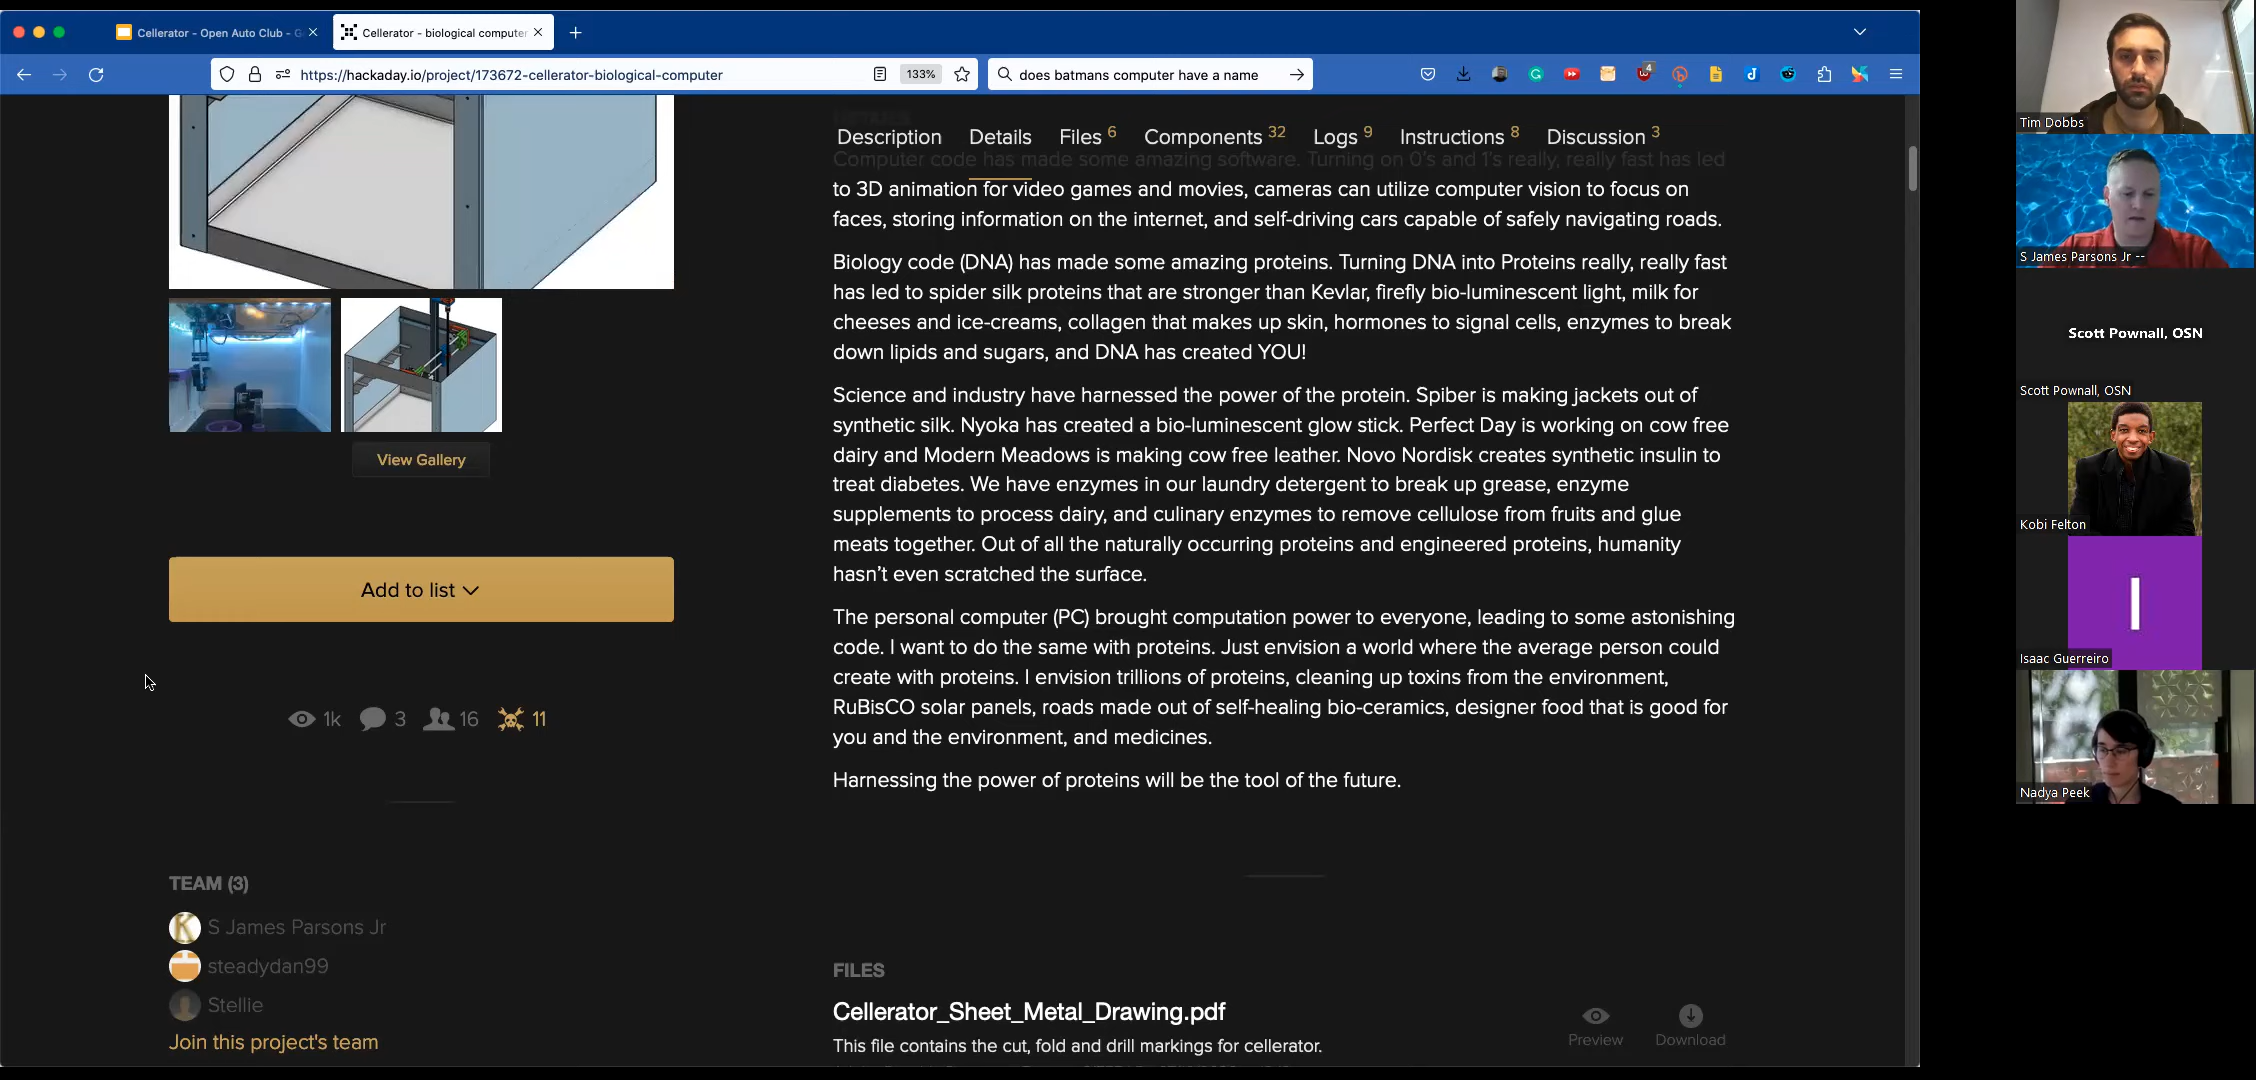 Cellerator - Open Auto Club - G
Cellerator - biological computer
https://hackaday.io/project/173672-cellerator-biological-computer
133%
does batmans computer have a name
4
Description
Details
Files 6
Components 32
Logs 9
Instructions 8
Discussion 3
DETAILS
Computer code has made some amazing software. Turning on 0's and 1's really, really fast has led
to 3D animation for video games and movies, cameras can utilize computer vision to focus on
faces, storing information on the internet, and self-driving cars capable of safely navigating roads.
Biology code (DNA) has made some amazing proteins. Turning DNA into Proteins really, really fast
has led to spider silk proteins that are stronger than Kevlar, firefly bio-luminescent light, milk for
cheeses and ice-creams, collagen that makes up skin, hormones to signal cells, enzymes to break
down lipids and sugars, and DNA has created YOU!
Science and industry have harnessed the power of the protein. Spiber is making jackets out of
synthetic silk. Nyoka has created a bio-luminescent glow stick. Perfect Day is working on cow free
dairy and Modern Meadows is making cow free leather. Novo Nordisk creates synthetic insulin to
treat diabetes. We have enzymes in our laundry detergent to break up grease, enzyme
supplements to process dairy, and culinary enzymes to remove cellulose from fruits and glue
meats together. Out of all the naturally occurring proteins and engineered proteins, humanity
hasn't even scratched the surface.
The personal computer (PC) brought computation power to everyone, leading to some astonishing
code. I want to do the same with proteins. Just envision a world where the average person could
create with proteins. I envision trillions of proteins, cleaning up toxins from the environment,
RuBisCO solar panels, roads made out of self-healing bio-ceramics, designer food that is good for
you and the environment, and medicines.
Harnessing the power of proteins will be the tool of the future.
View Gallery
Add to list
1k
3
16
11
TEAM (3)
K
S James Parsons Jr
steadydan99
Stellie
Join this project's team
FILES
Cellerator_Sheet_Metal_Drawing.pdf
This file contains the cut, fold and drill markings for cellerator.
Preview
Download
Tim Dobbs
S James Parsons Jr --
Scott Pownall, OSN
Scott Pownall, OSN
Kobi Felton
I
Isaac Guerreiro
Nadya Peek